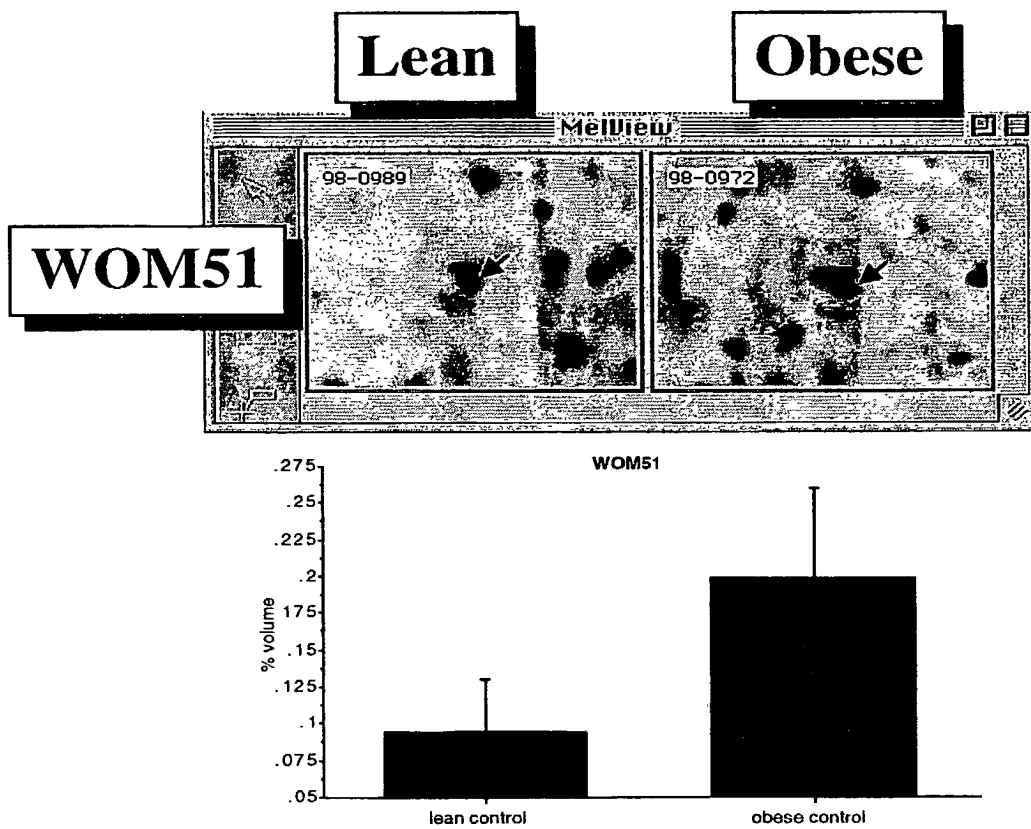 Lean Obese
MelView
98-0989 98-0972
WOM51
WOM51
.275
.25
.225
.2
175
.15
.125
.1
.075
.05
% volume
lean control obese control